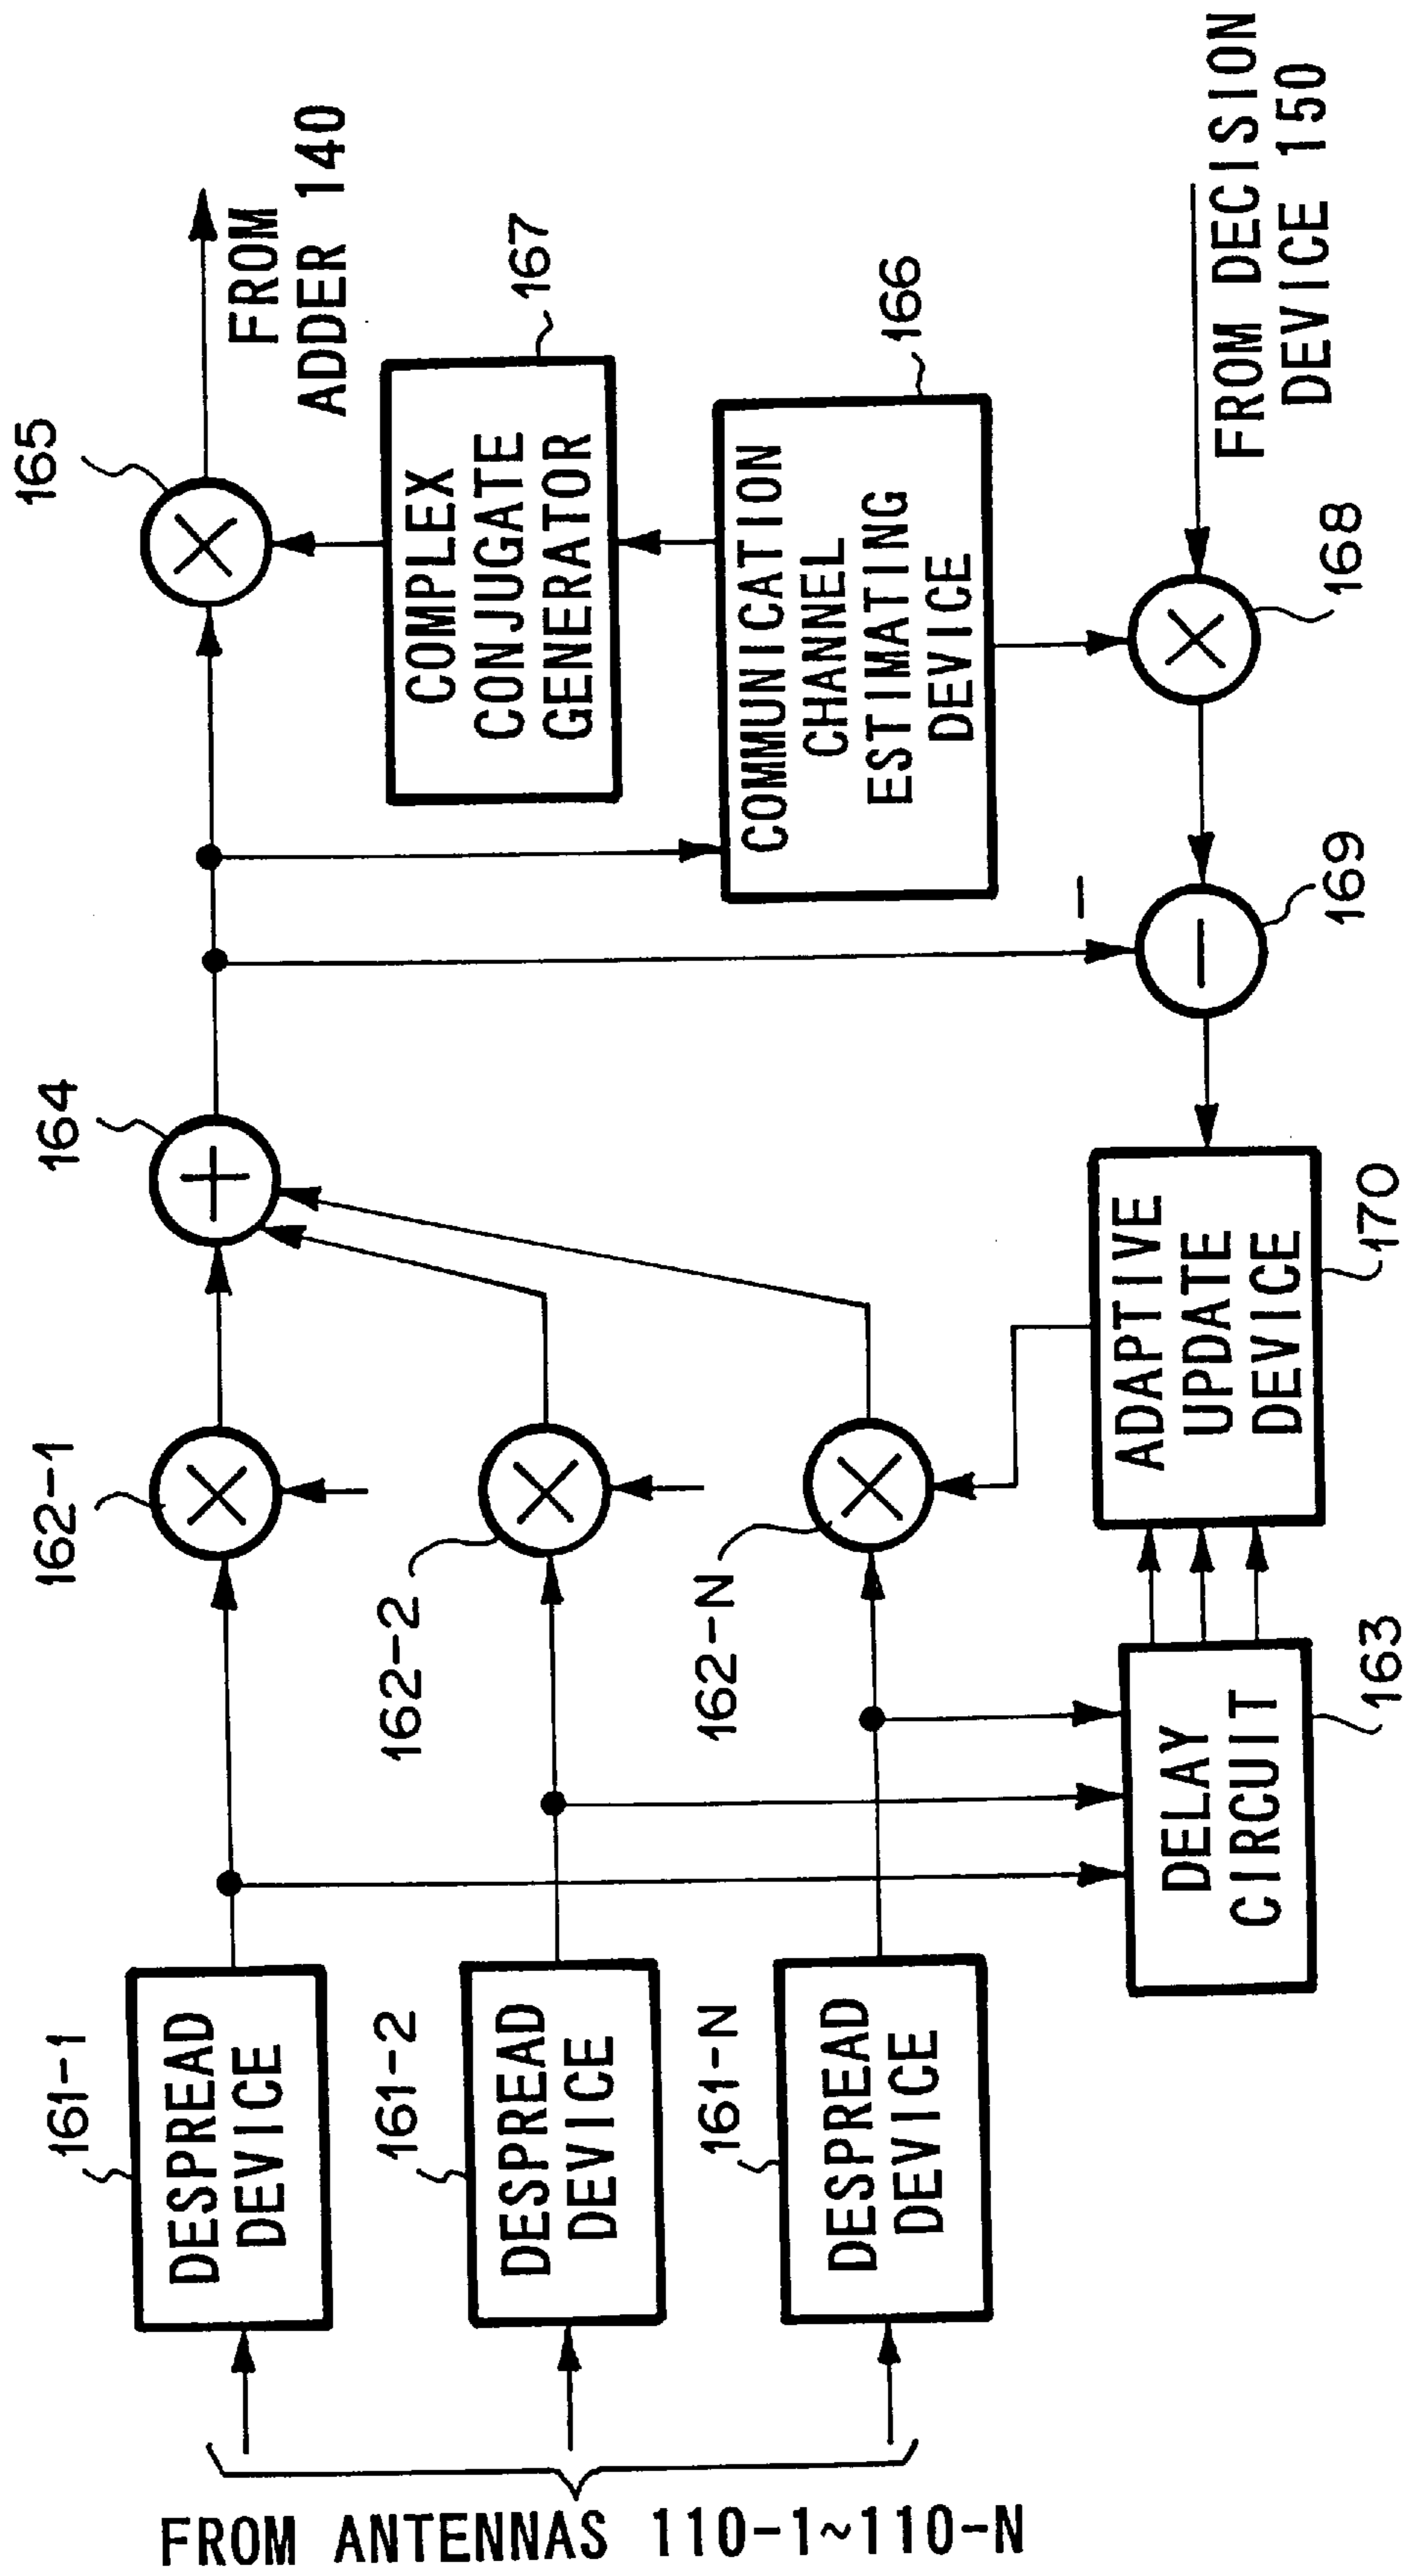 165
FROM
ADDER 140
167
COMPLEX
CONJUGATE
GENERATOR
166
COMMUNICATION
CHANNEL
ESTIMATING
DEVICE
FROM DECISION
DEVICE 150
168
169
−
−
164
+
162-1
162-2
162-N
ADAPTIVE
UPDATE
DEVICE
170
DELAY
CIRCUIT
163
161-1
DESPREAD
DEVICE
161-2
DESPREAD
DEVICE
161-N
DESPREAD
DEVICE
FROM ANTENNAS 110-1~110-N